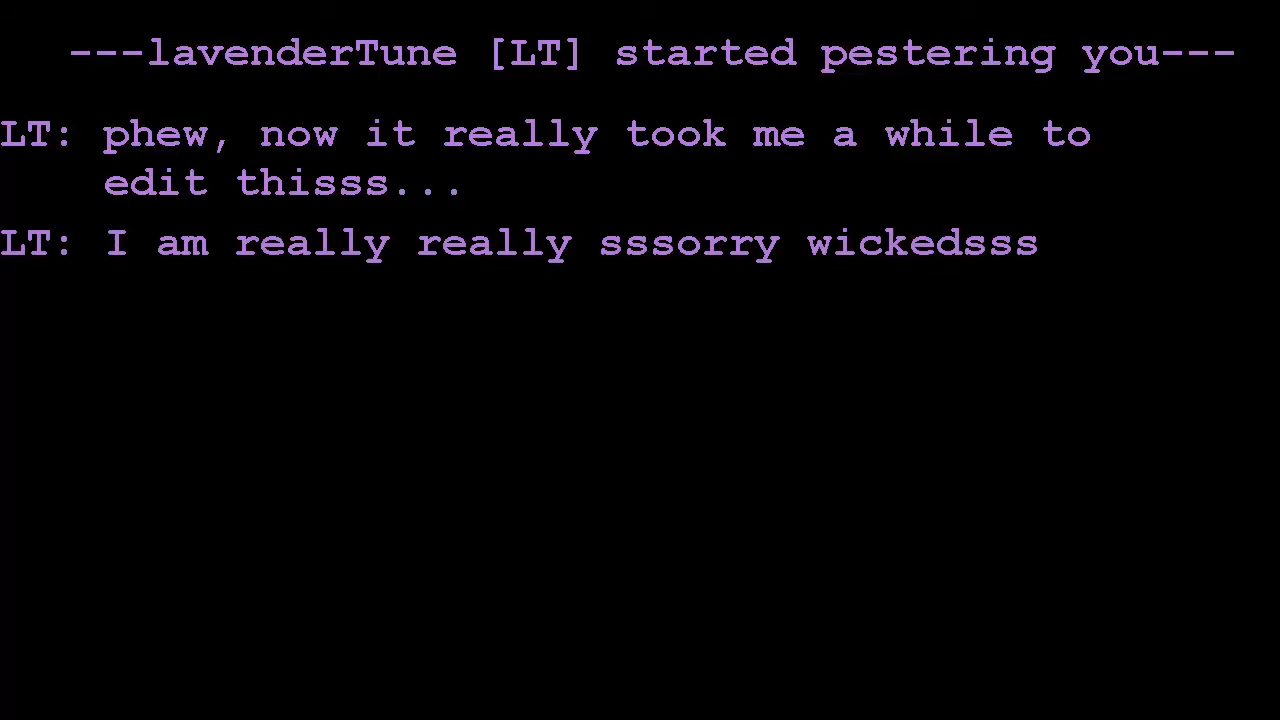 ---lavenderTune [LT] started pestering you---
LT: phew, now it really took me a while to
edit thisss...
LT: I am really really sssorry wickedsss